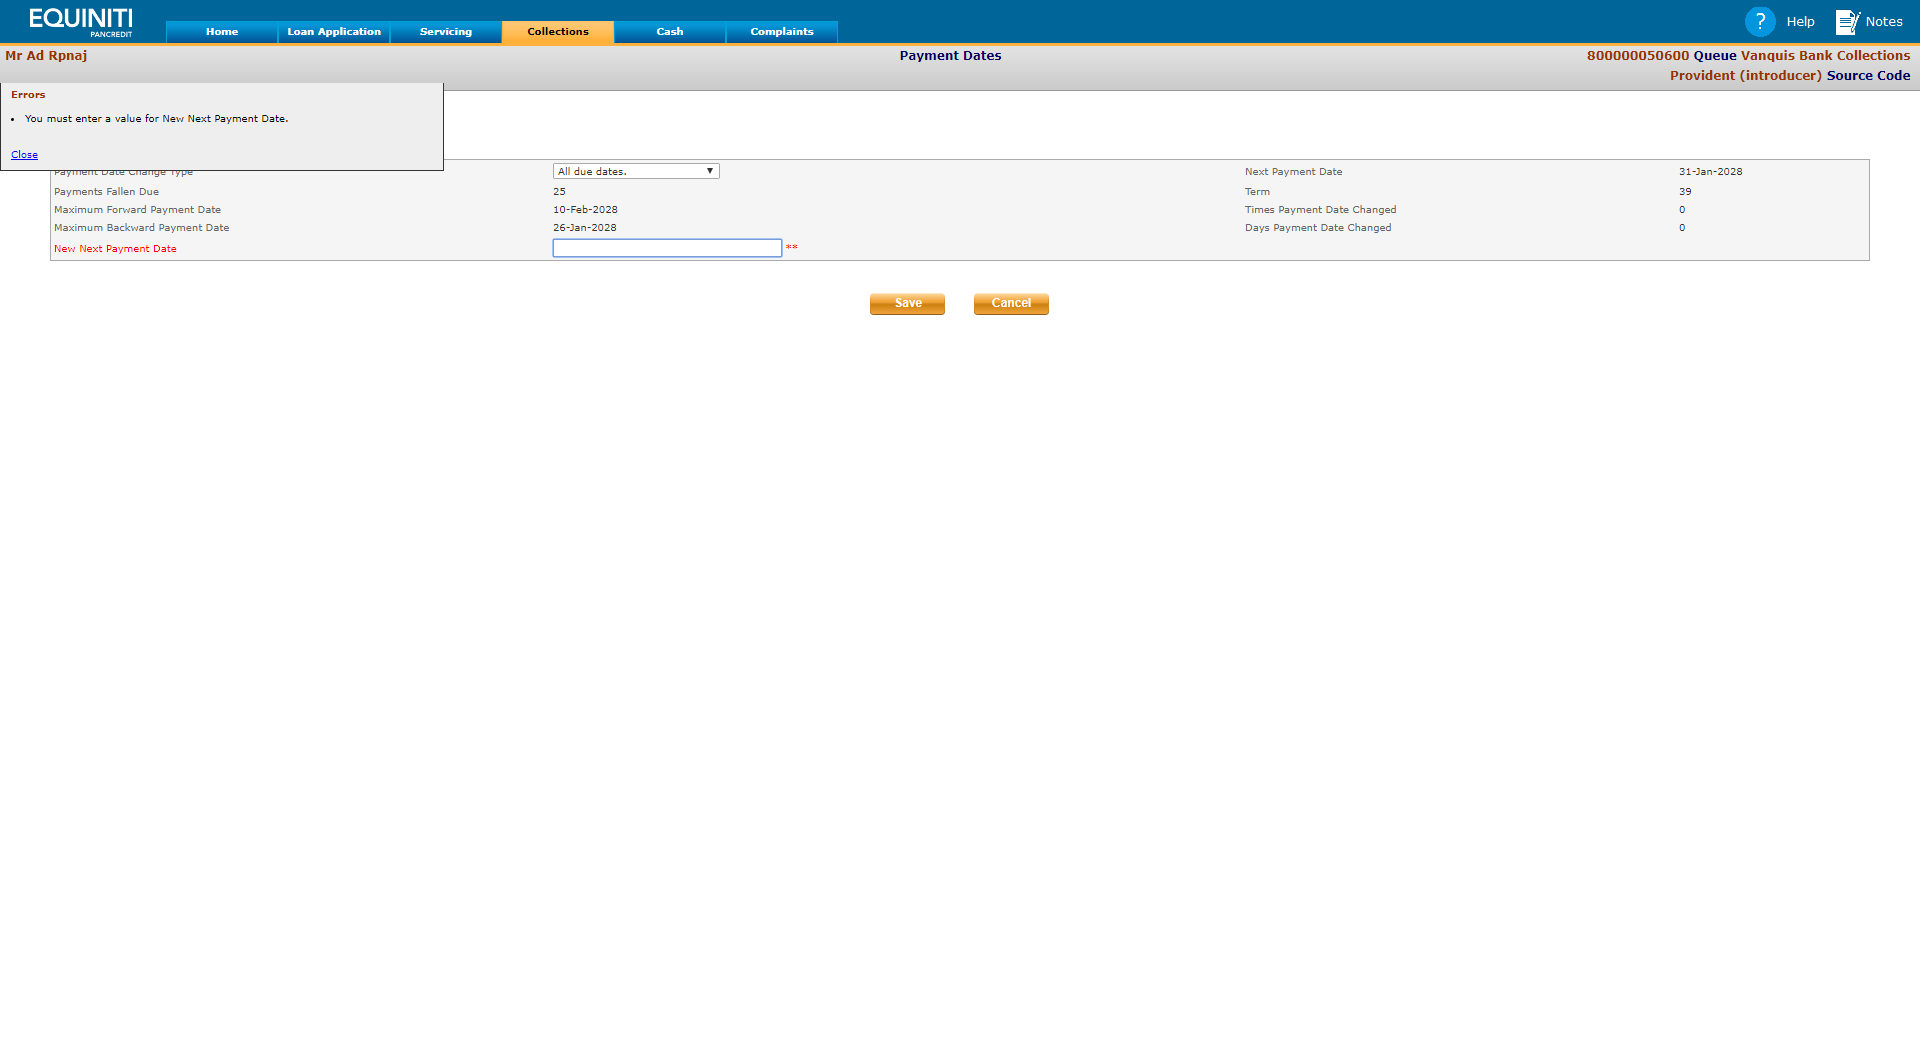 EQUINITI
PANCREDIT
Home Loan Application Servicing Collections Cash Complaints
? Help Notes
Mr Ad Rpnaj Payment Dates 800000050600 Queue Vanquis Bank Collections
Provident (introducer) Source Code
Errors
• You must enter a value for New Next Payment Date.
Close
Payment Date Change Type All due dates. Next Payment Date 31-Jan-2028
Payments Fallen Due 25 Term 39
Maximum Forward Payment Date 10-Feb-2028 Times Payment Date Changed 0
Maximum Backward Payment Date 26-Jan-2028 Days Payment Date Changed 0
New Next Payment Date **
Save Cancel